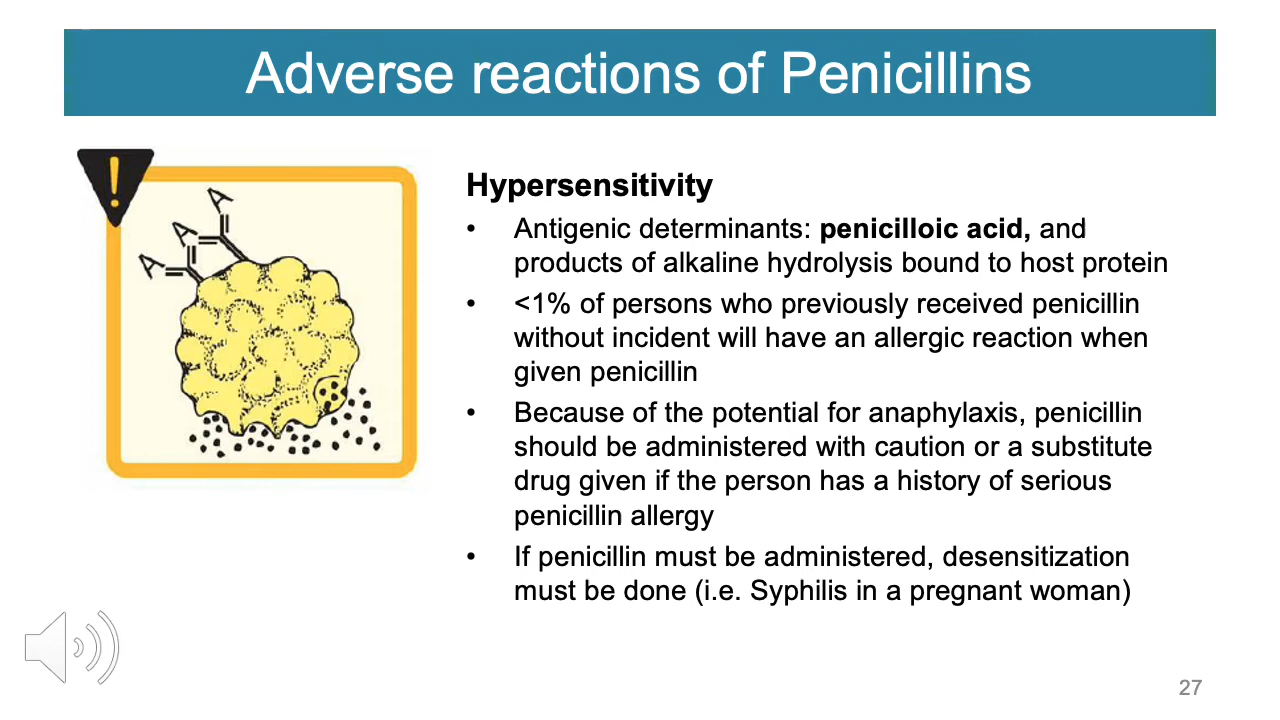 Adverse reactions of Penicillins
!
A
A
A
Hypersensitivity
• Antigenic determinants: penicilloic acid, and
products of alkaline hydrolysis bound to host protein
• <1% of persons who previously received penicillin
without incident will have an allergic reaction when
given penicillin
• Because of the potential for anaphylaxis, penicillin
should be administered with caution or a substitute
drug given if the person has a history of serious
penicillin allergy
• If penicillin must be administered, desensitization
must be done (i.e. Syphilis in a pregnant woman)
27